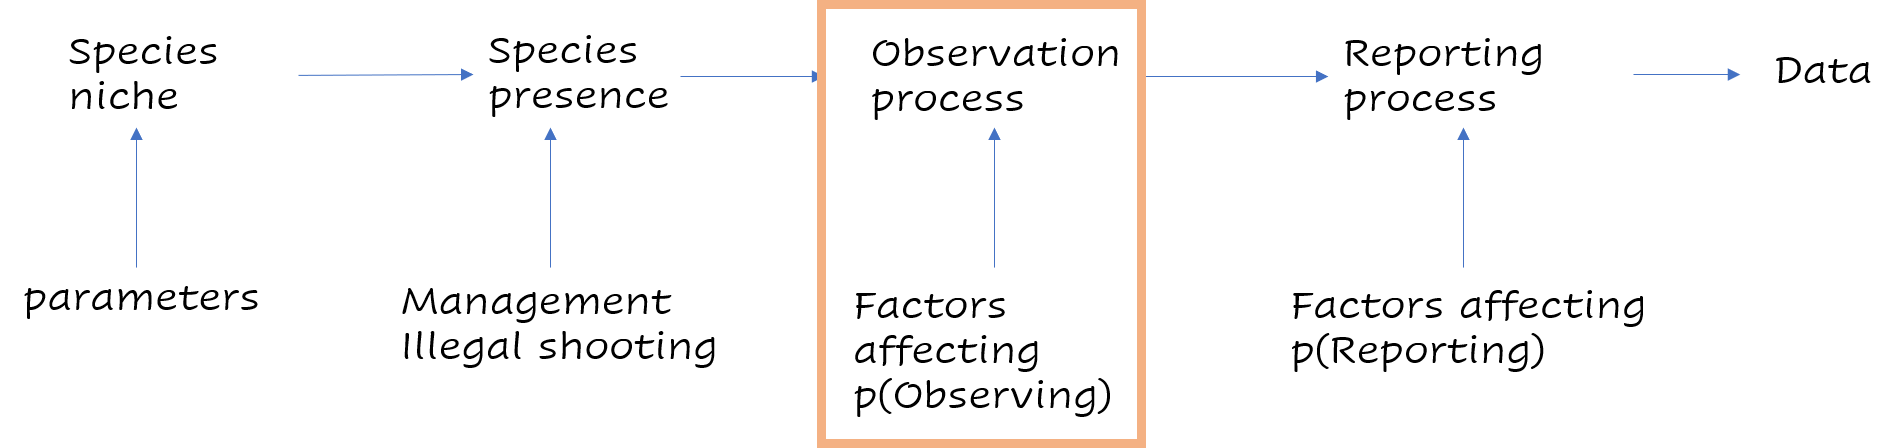 Species
niche
Species
presence
Observation
process
Reporting
process
Data
parameters
Management
Illegal shooting
Factors
affecting
p(Observing)
Factors affecting
p(Reporting)